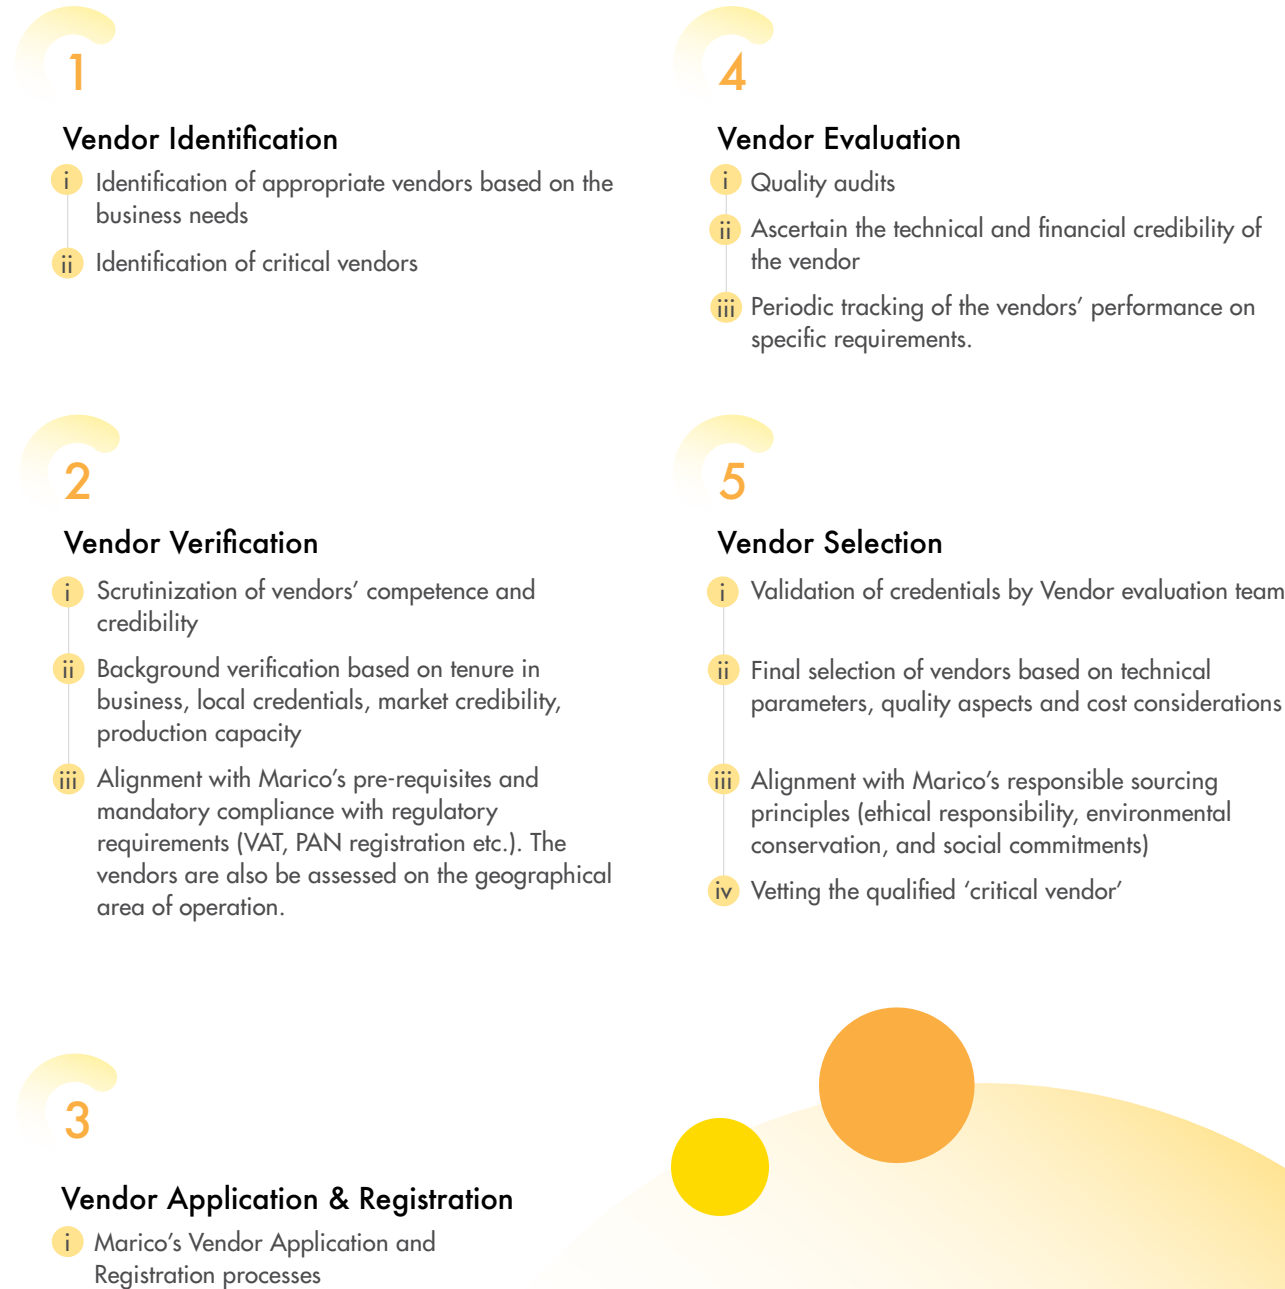 1
Vendor Identification
i Identification of appropriate vendors based on the
business needs
ii Identification of critical vendors
2
Vendor Verification
i Scrutinization of vendors’ competence and
credibility
ii Background verification based on tenure in
business, local credentials, market credibility,
production capacity
iii Alignment with Marico’s pre-requisites and
mandatory compliance with regulatory
requirements (VAT, PAN registration etc.). The
vendors are also be assessed on the geographical
area of operation.
3
Vendor Application & Registration
i Marico’s Vendor Application and
Registration processes
4
Vendor Evaluation
i Quality audits
ii Ascertain the technical and financial credibility of
the vendor
iii Periodic tracking of the vendors’ performance on
specific requirements.
5
Vendor Selection
i Validation of credentials by Vendor evaluation team
ii Final selection of vendors based on technical
parameters, quality aspects and cost considerations
iii Alignment with Marico’s responsible sourcing
principles (ethical responsibility, environmental
conservation, and social commitments)
iv Vetting the qualified ‘critical vendor’